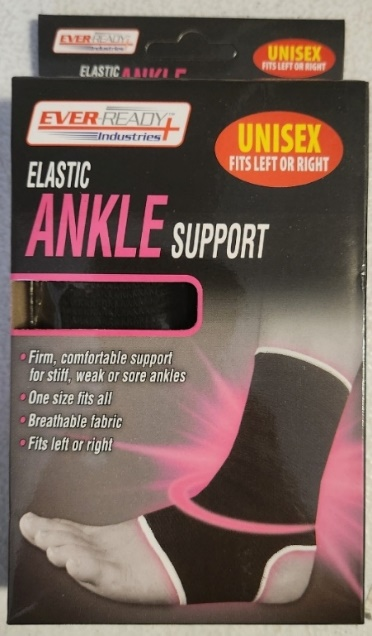 EVER-READY
Industries
UNISEX
FITS LEFT OR RIGHT
ELASTIC ANKLE
EVER-READY
Industries
UNISEX
FITS LEFT OR RIGHT
ELASTIC
ANKLE SUPPORT
• Firm, comfortable support
for stiff, weak or sore ankles
• One size fits all
• Breathable fabric
• Fits left or right